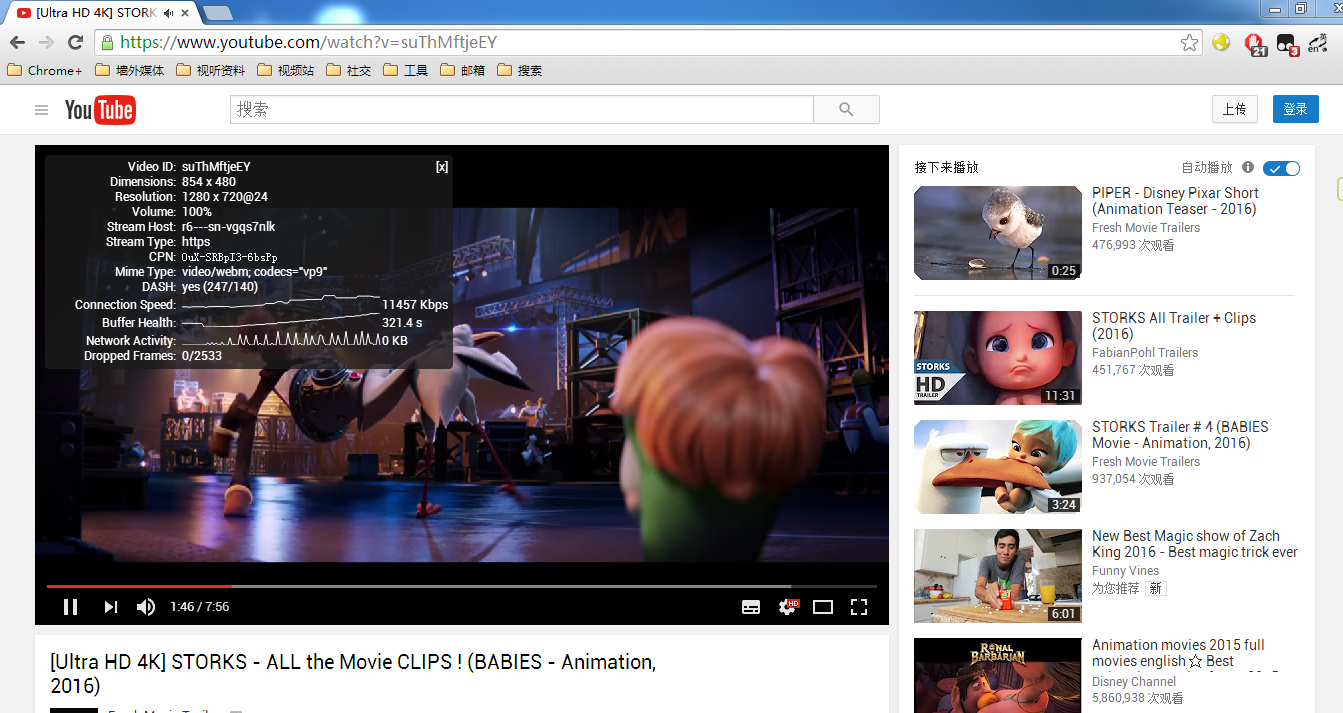 [Ultra HD 4K] STORK
https://www.youtube.com/watch?v=suThMftjeEY
21
3
英
en
Chrome+ 墙外媒体 视听资料 视频站 社交 工具 邮箱 搜索
YouTube
搜索
上传
登录
Video ID: suThMftjeEY
[x]
Dimensions: 854 x 480
Resolution: 1280 x 720@24
Volume: 100%
Stream Host: r6---sn-vgqs7nlk
Stream Type: https
CPN: OuX-SRBpI3-6bsPp
Mime Type: video/webm; codecs="vp9"
DASH: yes (247/140)
Connection Speed: 11457 Kbps
Buffer Health: 321.4 s
Network Activity: 0 KB
Dropped Frames: 0/2533
1:46 / 7:56
HD
[Ultra HD 4K] STORKS - ALL the Movie CLIPS ! (BABIES - Animation,
2016)
接下来播放
自动播放
PIPER - Disney Pixar Short
(Animation Teaser - 2016)
Fresh Movie Trailers
476,993 次观看
0:25
STORKS All Trailer + Clips
(2016)
FabianPohl Trailers
451,767 次观看
STORKS
HD
TRAILER
11:31
STORKS Trailer # 4 (BABIES
Movie - Animation, 2016)
Fresh Movie Trailers
937,054 次观看
3:24
New Best Magic show of Zach
King 2016 - Best magic trick ever
Funny Vines
为您推荐 新
6:01
RONAL
BARBARIAN
Animation movies 2015 full
movies english☆ Best
Disney Channel
5,860,938 次观看